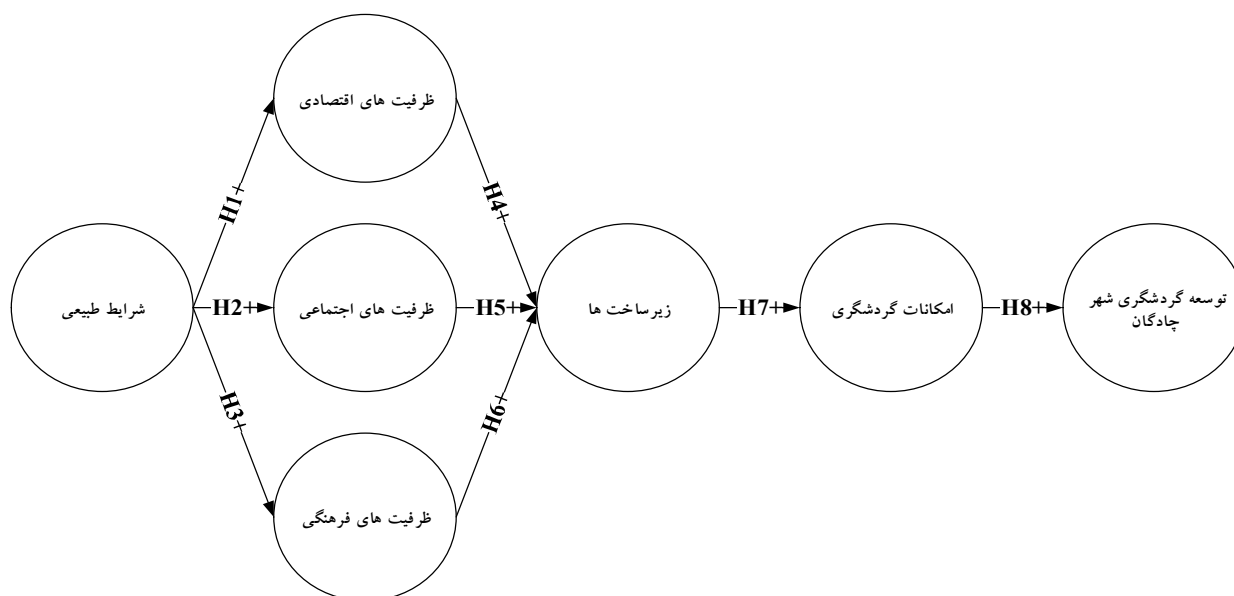 ظرفیت های اقتصادی
H1+
H4+
شرایط طبیعی
H2+
ظرفیت های اجتماعی
H5+
زیرساخت ها
H7+
امکانات گردشگری
H8+
توسعه گردشگری شهر
چادگان
H3+
H6+
ظرفیت های فرهنگی